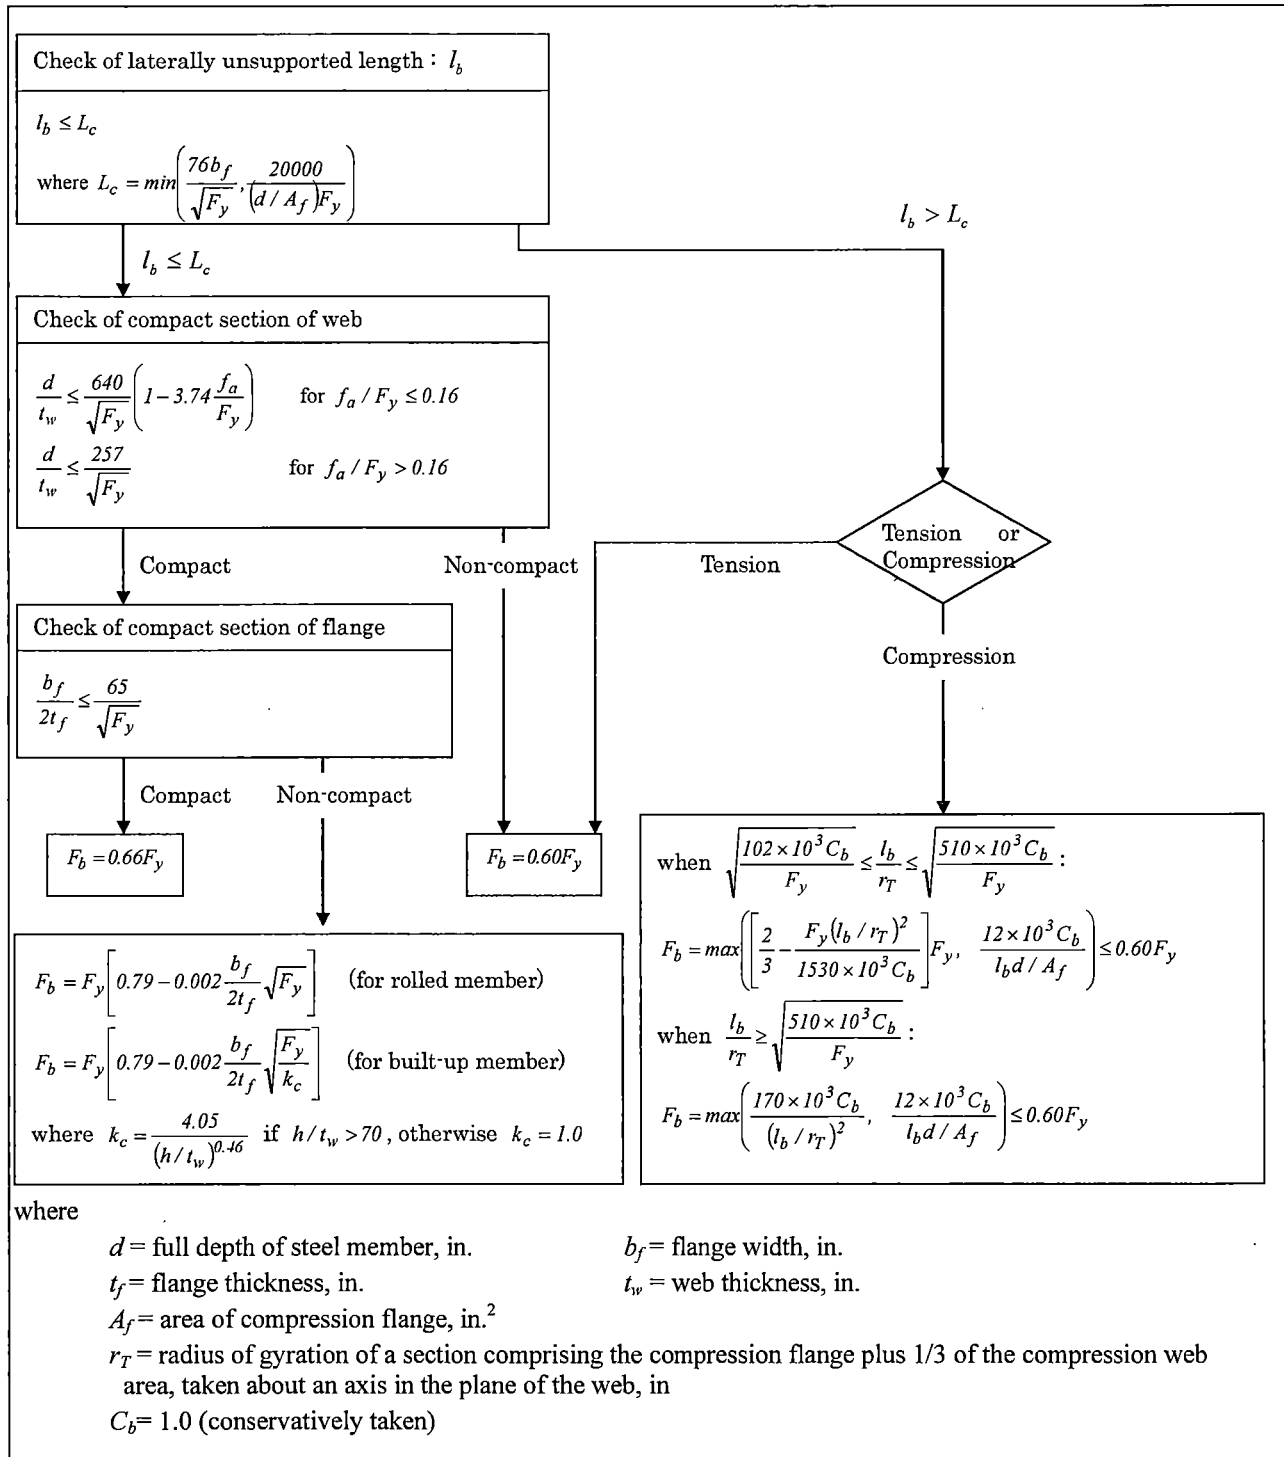 Check of laterally unsupported length : l_b
l_b ≤ L_c
where L_c = min(76b_f / √F_y, 20000 / ((d / A_f)F_y))
l_b > L_c
l_b ≤ L_c
Check of compact section of web
d / t_w ≤ 640 / √F_y (1 − 3.74 f_a / F_y) for f_a / F_y ≤ 0.16
d / t_w ≤ 257 / √F_y for f_a / F_y > 0.16
Tension or
Compression
Compact
Non-compact
Tension
Check of compact section of flange
b_f / 2t_f ≤ 65 / √F_y
Compression
Compact
Non-compact
F_b = 0.66F_y
F_b = 0.60F_y
F_b = F_y[0.79 − 0.002 b_f / 2t_f √F_y] (for rolled member)
F_b = F_y[0.79 − 0.002 b_f / 2t_f √(F_y / k_c)] (for built-up member)
where k_c = 4.05 / (h / t_w)^0.46 if h / t_w > 70 , otherwise k_c = 1.0
when √(102 × 10^3 C_b / F_y) ≤ l_b / r_T ≤ √(510 × 10^3 C_b / F_y) :
F_b = max([2/3 − F_y(l_b / r_T)^2 / 1530 × 10^3 C_b]F_y, 12 × 10^3 C_b / l_b d / A_f) ≤ 0.60F_y
when l_b / r_T ≥ √(510 × 10^3 C_b / F_y) :
F_b = max(170 × 10^3 C_b / (l_b / r_T)^2, 12 × 10^3 C_b / l_b d / A_f) ≤ 0.60F_y
where
d = full depth of steel member, in. b_f = flange width, in.
t_f = flange thickness, in. t_w = web thickness, in.
A_f = area of compression flange, in.²
r_T = radius of gyration of a section comprising the compression flange plus 1/3 of the compression web
area, taken about an axis in the plane of the web, in
C_b = 1.0 (conservatively taken)